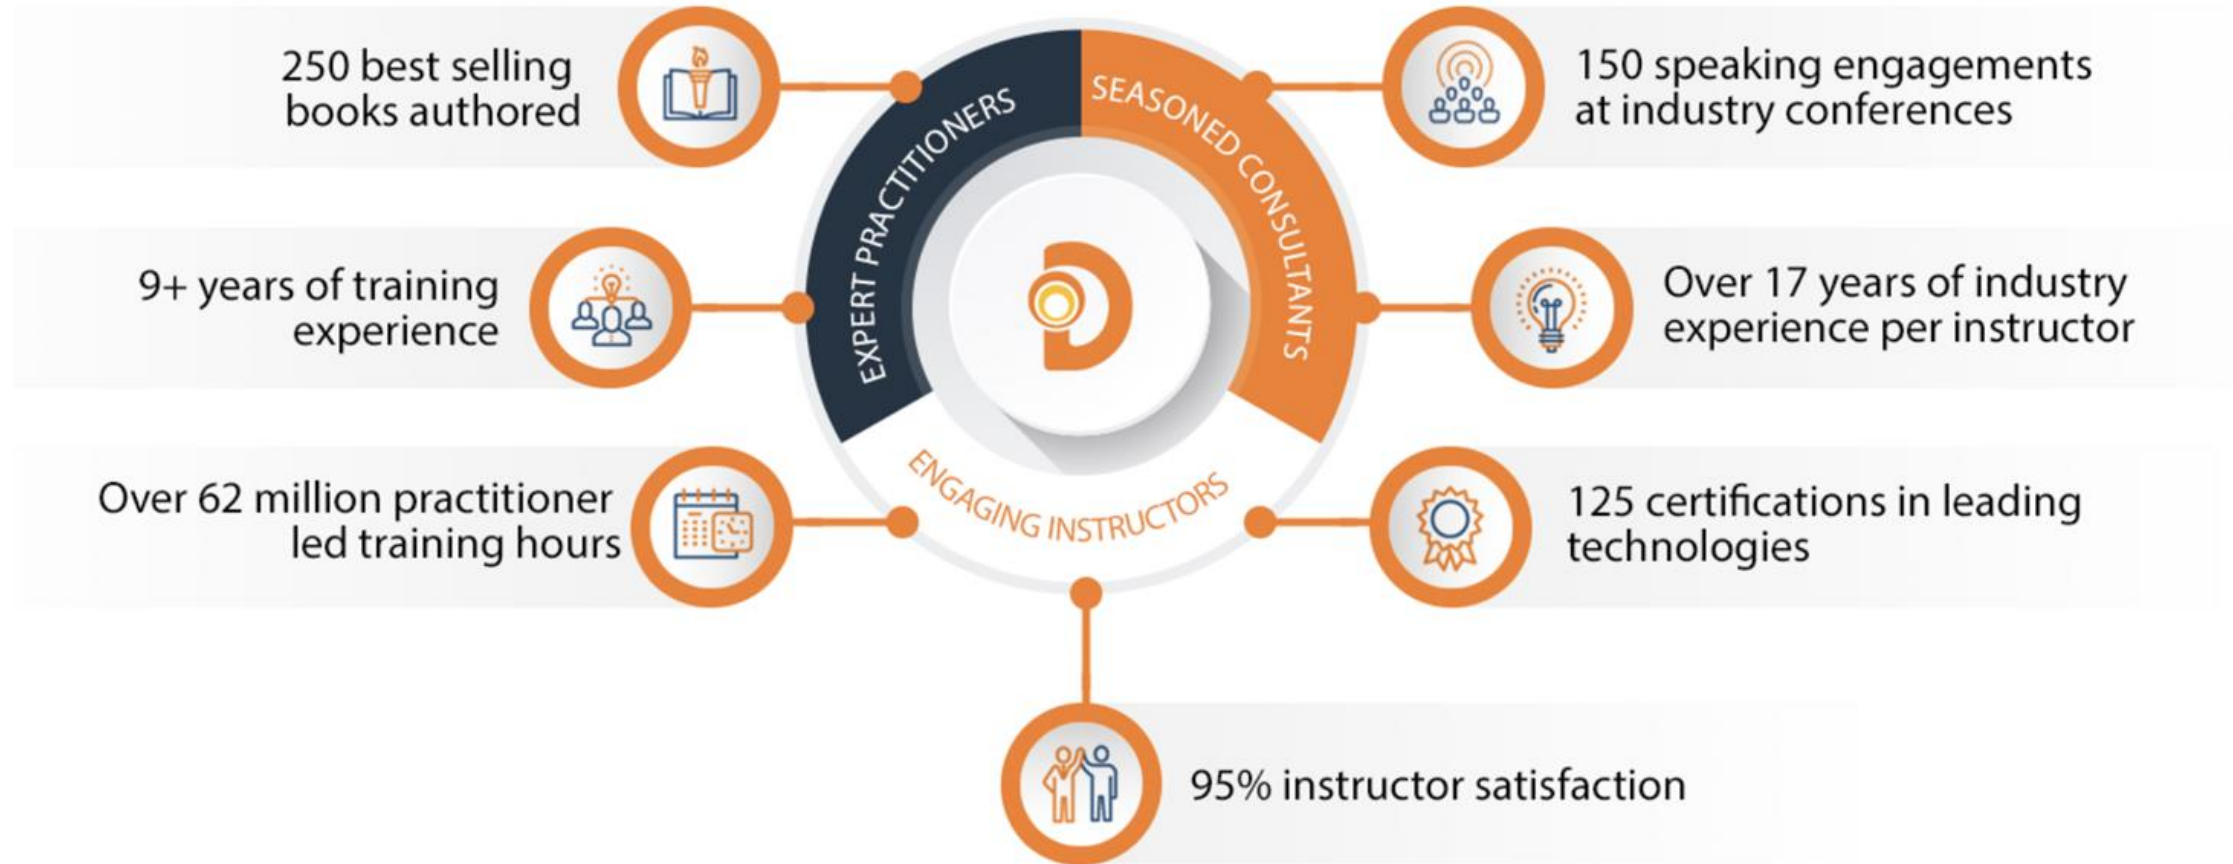 250 best selling
books authored
9+ years of training
experience
Over 62 million practitioner
led training hours
EXPERT PRACTITIONERS
SEASONED CONSULTANTS
ENGAGING INSTRUCTORS
150 speaking engagements
at industry conferences
Over 17 years of industry
experience per instructor
125 certifications in leading
technologies
95% instructor satisfaction